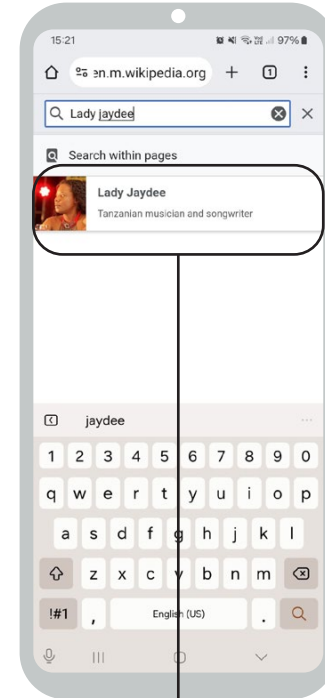 15:21 97%
en.m.wikipedia.org + 1
Lady jaydee
Search within pages
Lady Jaydee
Tanzanian musician and songwriter
jaydee ...
1 2 3 4 5 6 7 8 9 0
q w e r t y u i o p
a s d f g h j k l
z x c v b n m
!#1 , English (US) .